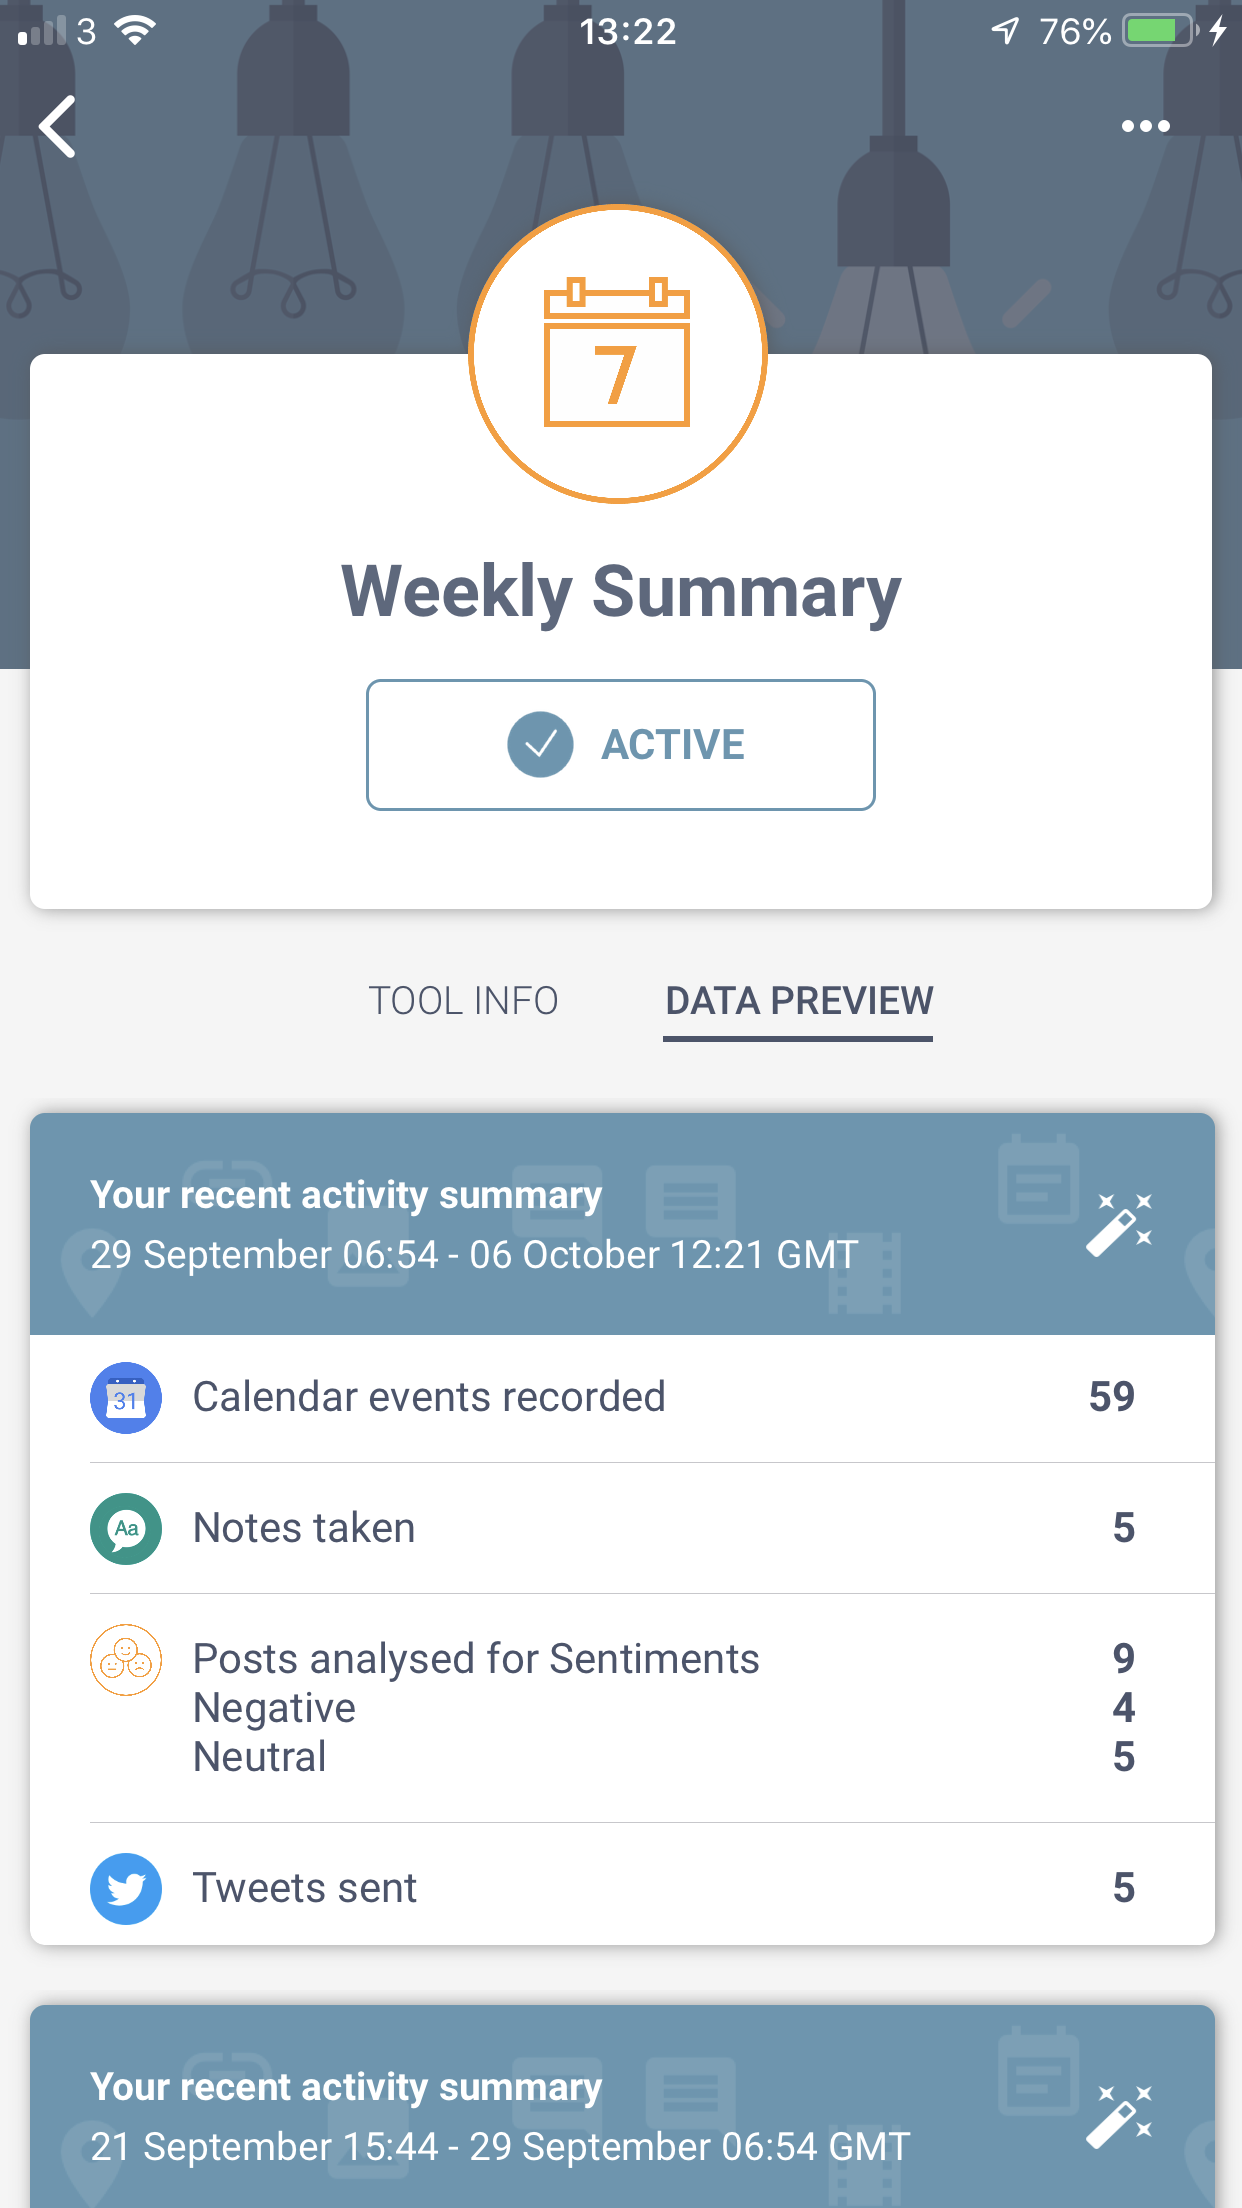 3 13:22 76%
7
Weekly Summary
ACTIVE
TOOL INFO DATA PREVIEW
Your recent activity summary
29 September 06:54 - 06 October 12:21 GMT
31 Calendar events recorded 59
Aa Notes taken 5
Posts analysed for Sentiments 9
Negative 4
Neutral 5
Tweets sent 5
Your recent activity summary
21 September 15:44 - 29 September 06:54 GMT